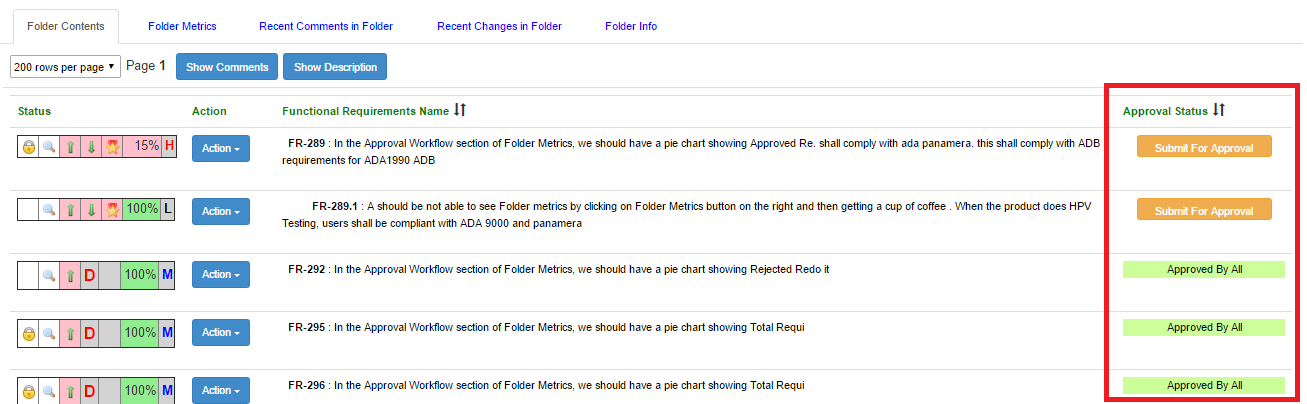 Folder Contents Folder Metrics Recent Comments in Folder Recent Changes in Folder Folder Info
200 rows per page Page 1 Show Comments Show Description
Status Action Functional Requirements Name Approval Status
15% H Action FR-289 : In the Approval Workflow section of Folder Metrics, we should have a pie chart showing Approved Re. shall comply with ada panamera. this shall comply with ADB Submit For Approval
requirements for ADA1990 ADB
100% L Action FR-289.1 : A should be not able to see Folder metrics by clicking on Folder Metrics button on the right and then getting a cup of coffee . When the product does HPV Submit For Approval
Testing, users shall be compliant with ADA 9000 and panamera
D 100% M Action FR-292 : In the Approval Workflow section of Folder Metrics, we should have a pie chart showing Rejected Redo it Approved By All
D 100% M Action FR-295 : In the Approval Workflow section of Folder Metrics, we should have a pie chart showing Total Requi Approved By All
D 100% M Action FR-296 : In the Approval Workflow section of Folder Metrics, we should have a pie chart showing Total Requi Approved By All